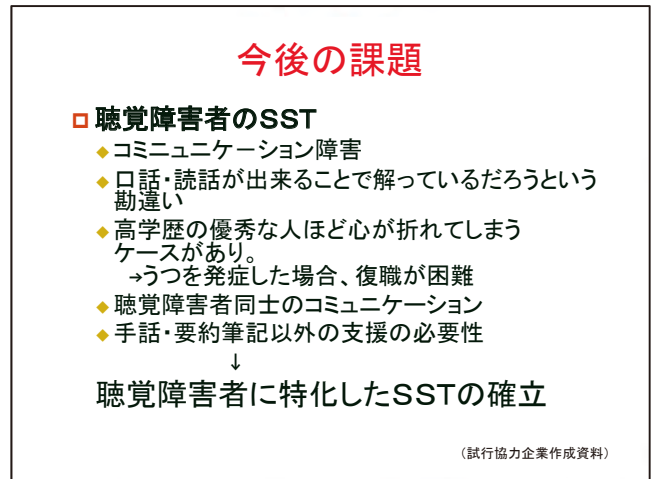 今後の課題
聴覚障害者のSST
コミニュニケーション障害
口話・読話が出来ることで解っているだろうという
勘違い
高学歴の優秀な人ほど心が折れてしまう
ケースがあり。
→うつを発症した場合、復職が困難
聴覚障害者同士のコミュニケーション
手話・要約筆記以外の支援の必要性
↓
聴覚障害者に特化したSSTの確立
（試行協力企業作成資料）